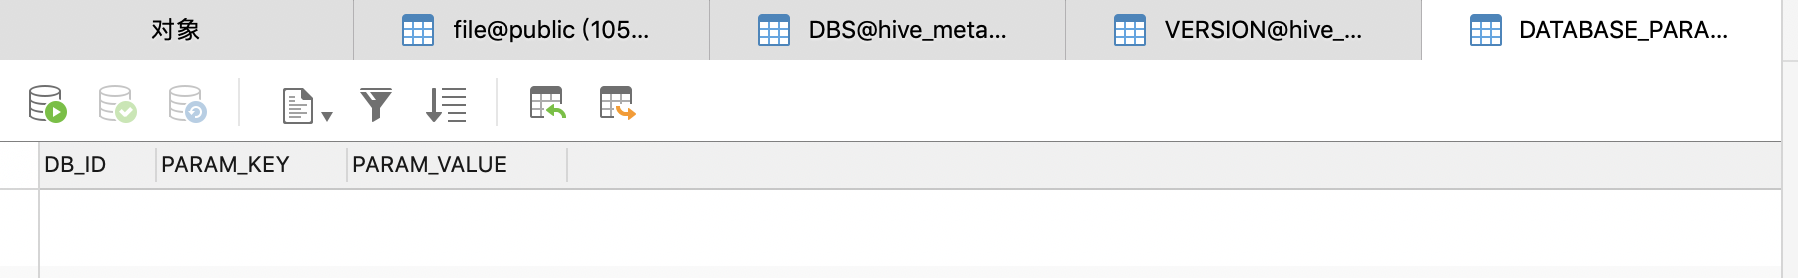 对象 file@public (105... DBS@hive_meta... VERSION@hive_... DATABASE_PARA...
DB_ID PARAM_KEY PARAM_VALUE